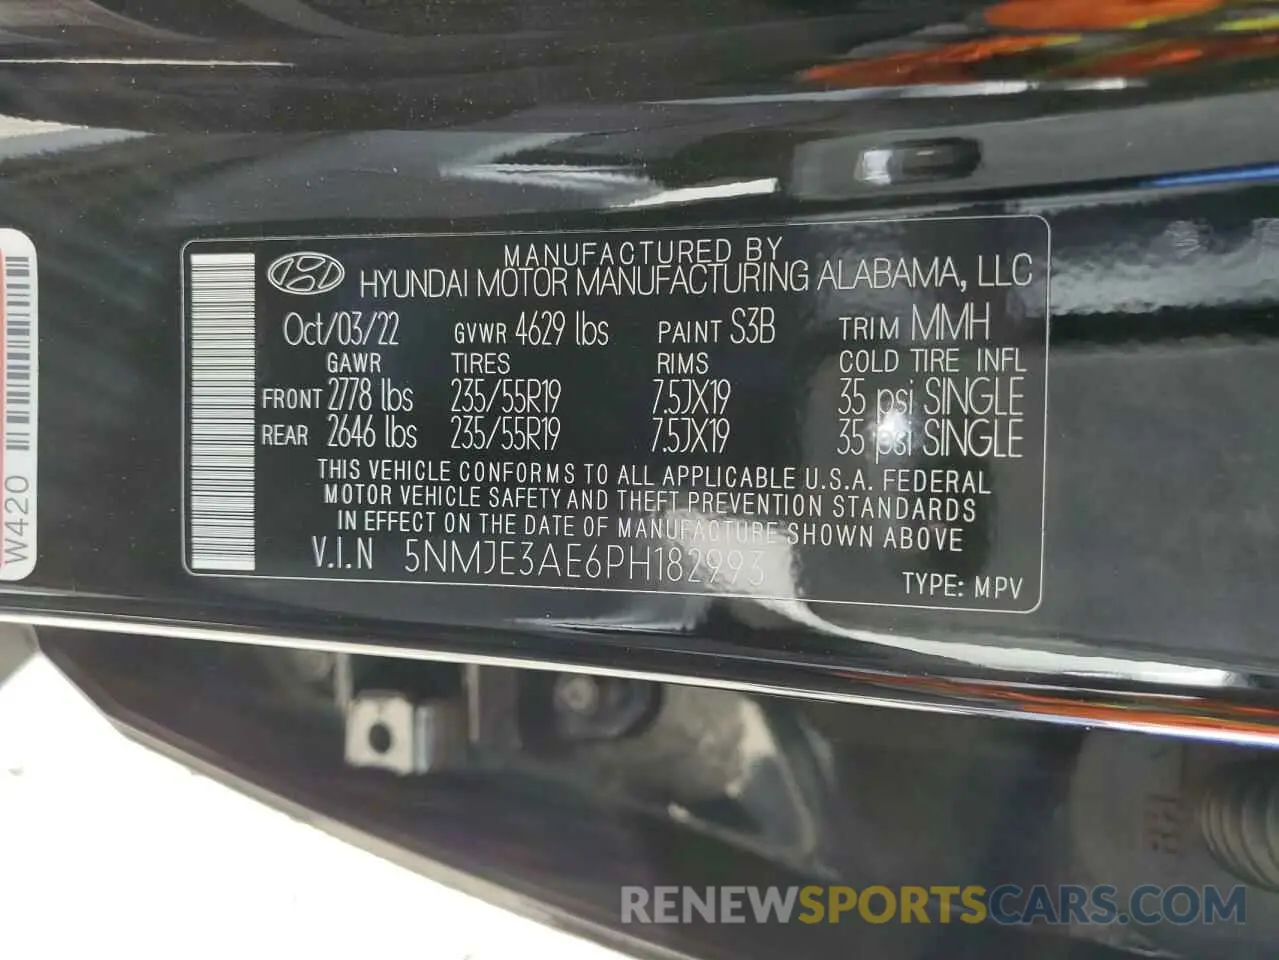 MANUFACTURED BY
HYUNDAI MOTOR MANUFACTURING ALABAMA, LLC
Oct/03/22 GVWR 4629 lbs PAINT S3B TRIM MMH
GAWR TIRES RIMS COLD TIRE INFL
FRONT 2778 lbs 235/55R19 7.5JX19 35 psi SINGLE
REAR 2646 lbs 235/55R19 7.5JX19 35 psi SINGLE
THIS VEHICLE CONFORMS TO ALL APPLICABLE U.S.A. FEDERAL
MOTOR VEHICLE SAFETY AND THEFT PREVENTION STANDARDS
IN EFFECT ON THE DATE OF MANUFACTURE SHOWN ABOVE
V.I.N 5NMJE3AE6PH182993
TYPE: MPV
W420
RENEWSPORTSCARS.COM